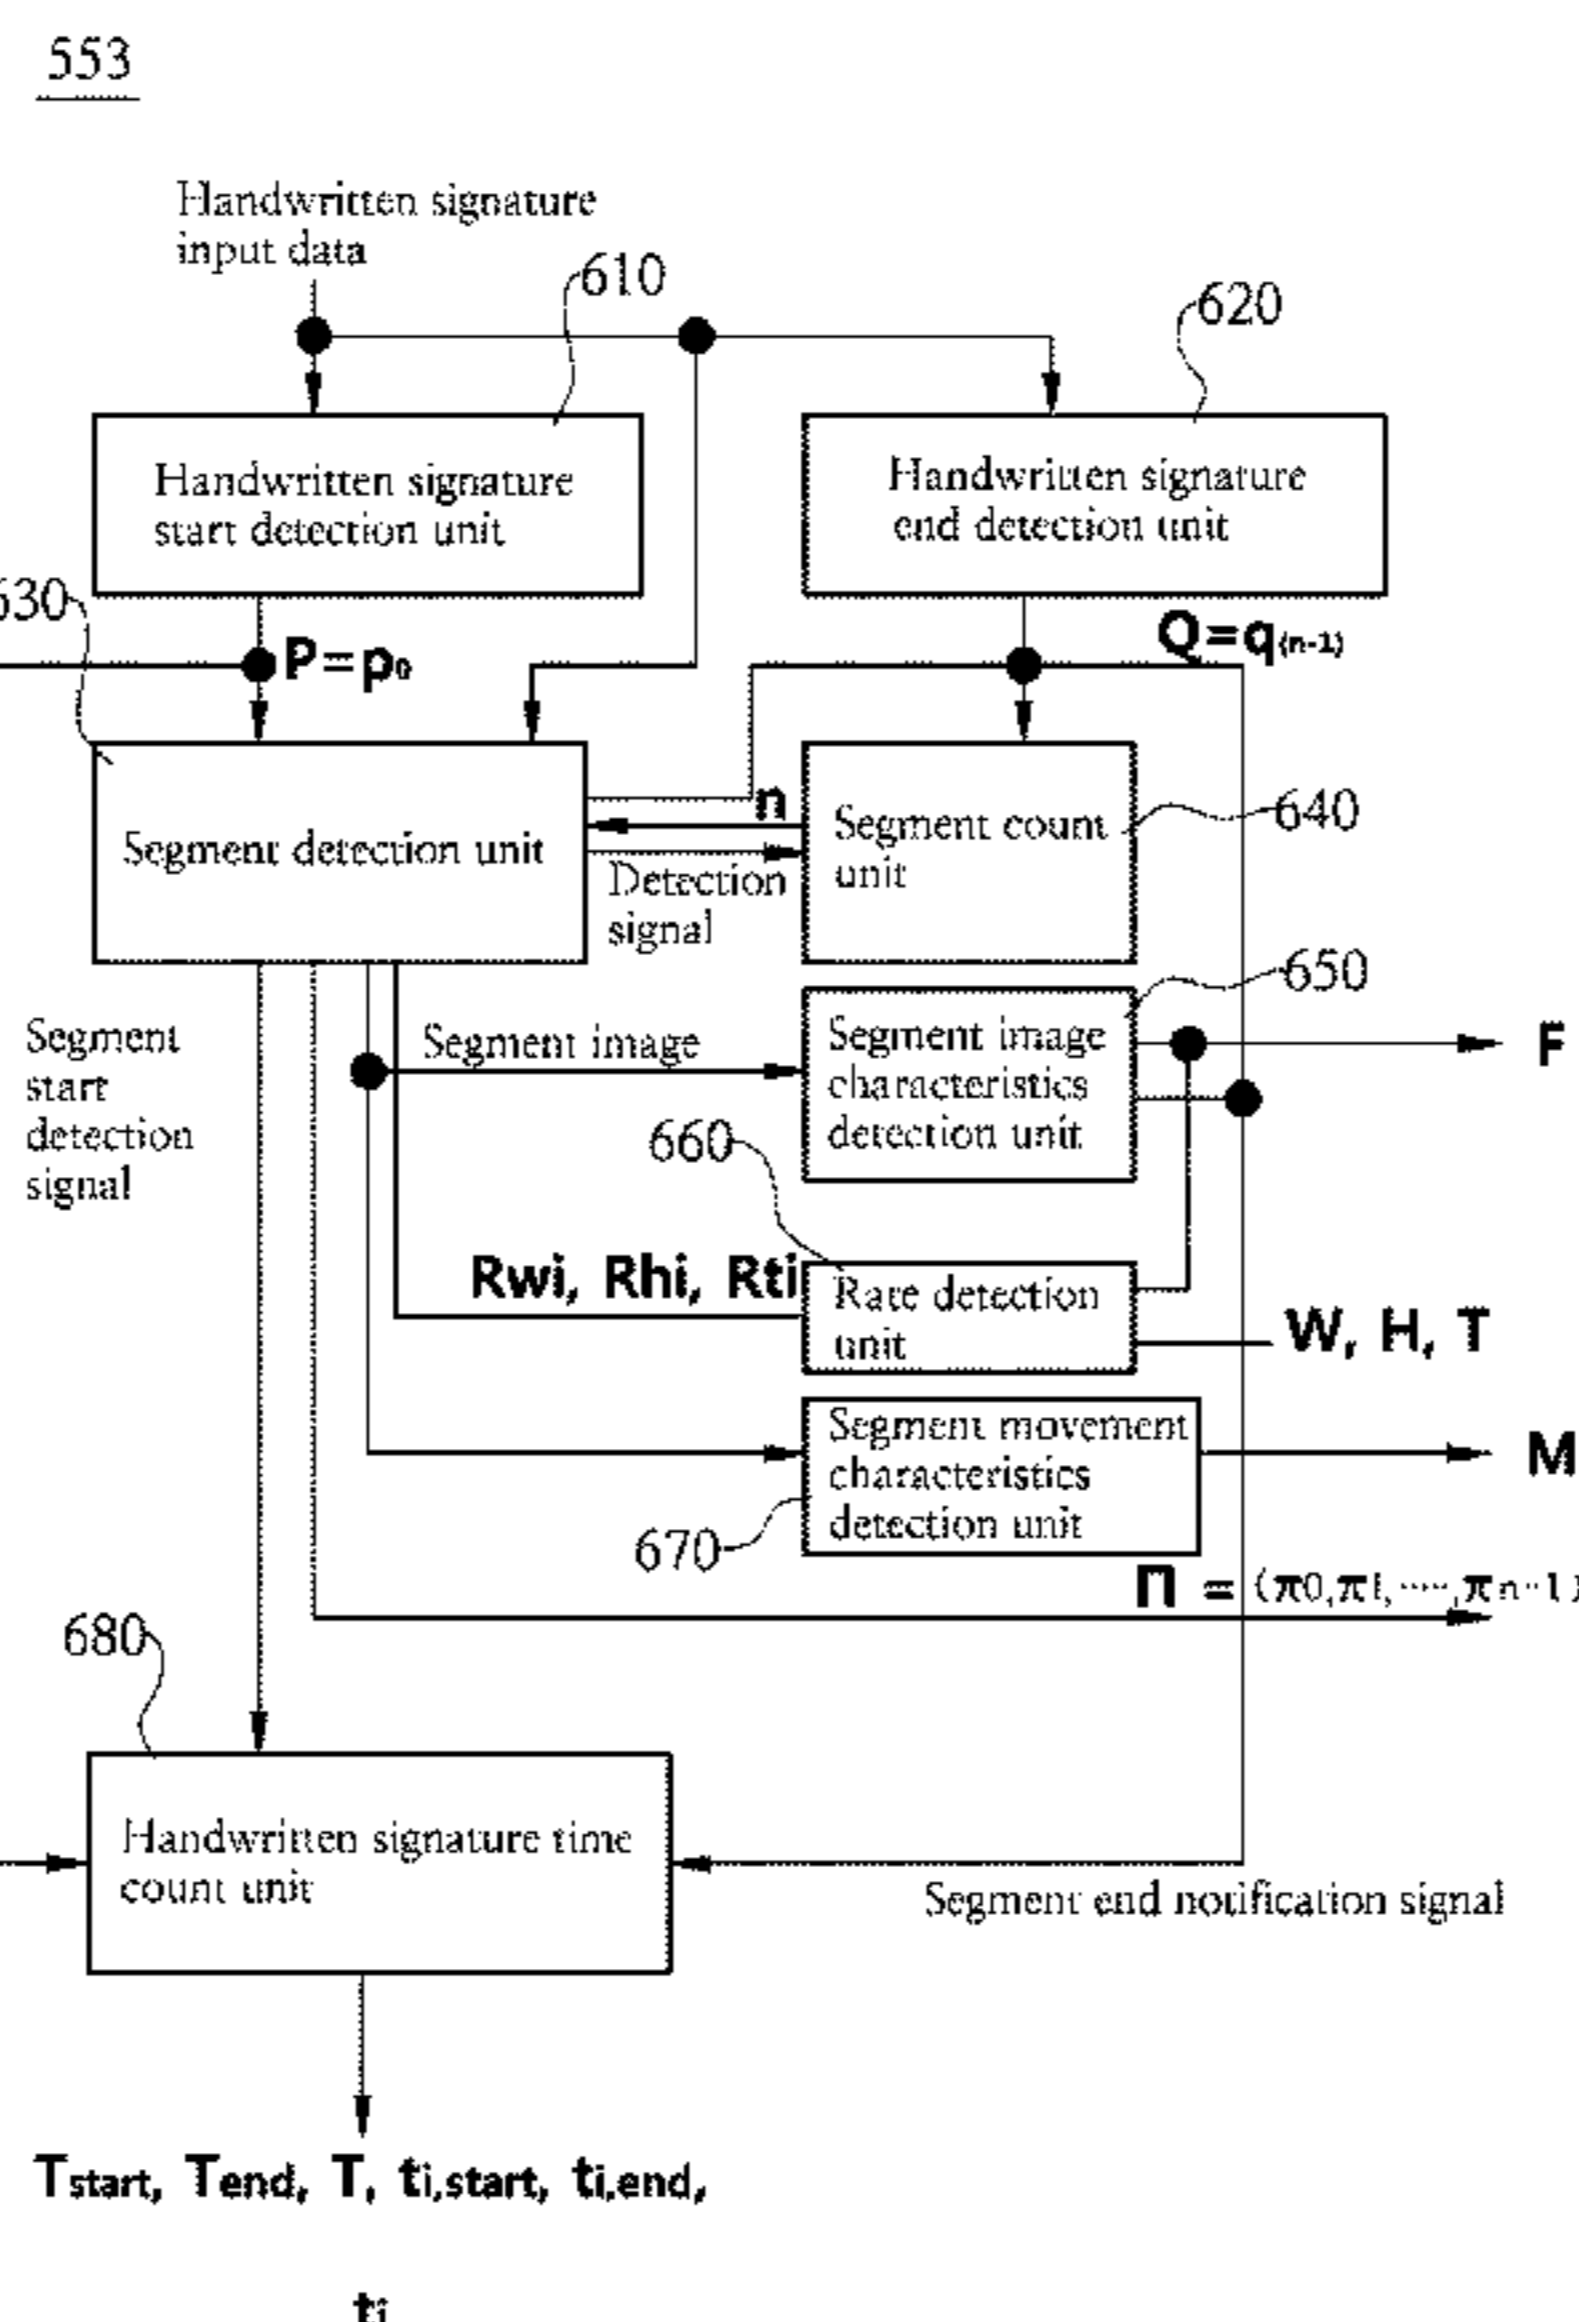 553
Handwritten signature
input data
610
620
Handwritten signature
start detection unit
Handwritten signature
end detection unit
630
P=p₀
Q=q₍ₙ₋₁₎
Segment detection unit
n
Detection
signal
Segment count
unit
640
650
Segment
start
detection
signal
Segment image
Segment image
characteristics
detection unit
F
660
Rwi, Rhi, Rti
Rate detection
unit
W, H, T
Segment movement
characteristics
detection unit
M
670
Π = (π0,π1,····,πn-1)
680
Handwritten signature time
count unit
Segment end notification signal
Tstart, Tend, T, ti,start, ti,end,
ti